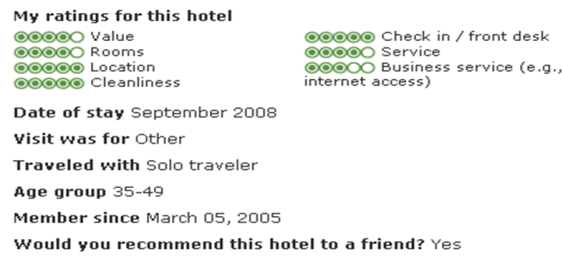 My ratings for this hotel
Value
Rooms
Location
Cleanliness
Check in / front desk
Service
Business service (e.g.,
internet access)
Date of stay September 2008
Visit was for Other
Traveled with Solo traveler
Age group 35-49
Member since March 05, 2005
Would you recommend this hotel to a friend? Yes